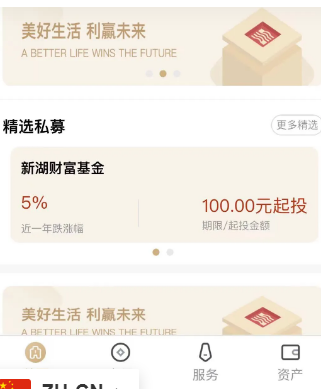 美好生活 利赢未来
A BETTER LIFE WINS THE FUTURE
精选私募
更多精选
新湖财富基金
5%
100.00元起投
近一年跌涨幅
期限/起投金额
美好生活 利赢未来
A BETTER LIFE WINS THE FUTURE
服务
资产
ZH-CN